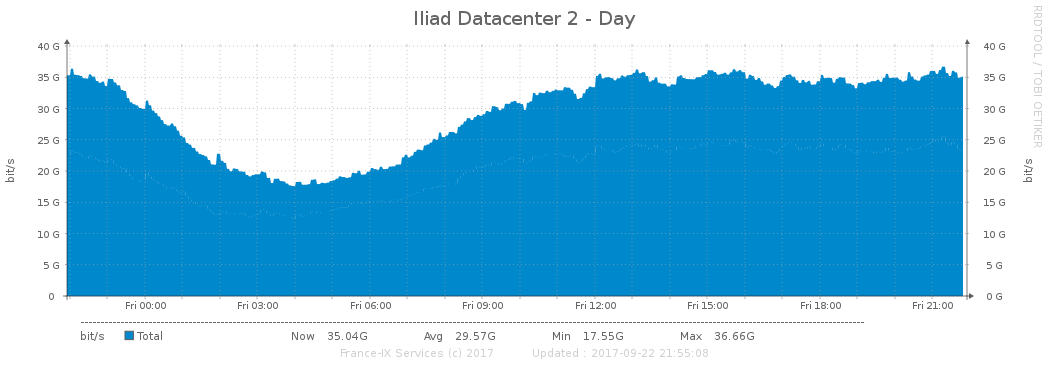 Iliad Datacenter 2 - Day
RRDTOOL / TOBI OETIKER
40 G 40 G
35 G 35 G
30 G 30 G
25 G 25 G
20 G 20 G
15 G 15 G
10 G 10 G
5 G 5 G
0 0 G
bit/s bit/s
Fri 00:00 Fri 03:00 Fri 06:00 Fri 09:00 Fri 12:00 Fri 15:00 Fri 18:00 Fri 21:00
bit/s Total Now 35.04G Avg 29.57G Min 17.55G Max 36.66G
France-IX Services (c) 2017 Updated : 2017-09-22 21:55:08